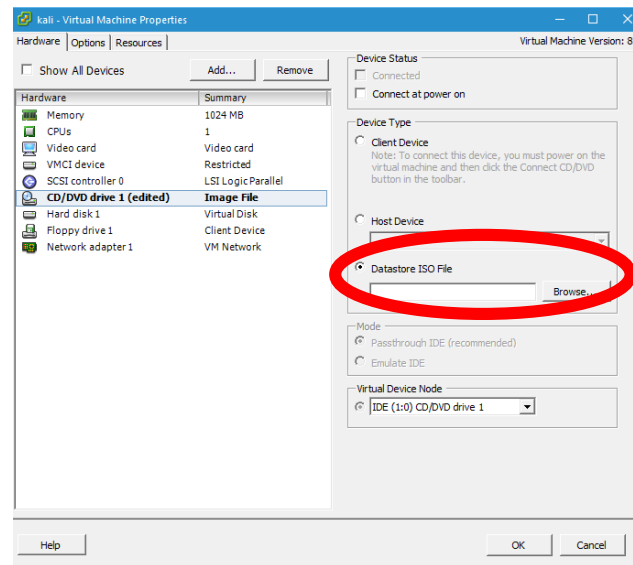 kali - Virtual Machine Properties
Hardware Options Resources Virtual Machine Version: 8
Show All Devices Add... Remove
Hardware Summary
Memory 1024 MB
CPUs 1
Video card Video card
VMCI device Restricted
SCSI controller 0 LSI Logic Parallel
CD/DVD drive 1 (edited) Image File
Hard disk 1 Virtual Disk
Floppy drive 1 Client Device
Network adapter 1 VM Network
Device Status
Connected
Connect at power on
Device Type
Client Device
Note: To connect this device, you must power on the
virtual machine and then click the Connect CD/DVD
button in the toolbar.
Host Device
Datastore ISO File
Browse...
Mode
Passthrough IDE (recommended)
Emulate IDE
Virtual Device Node
IDE (1:0) CD/DVD drive 1
Help OK Cancel